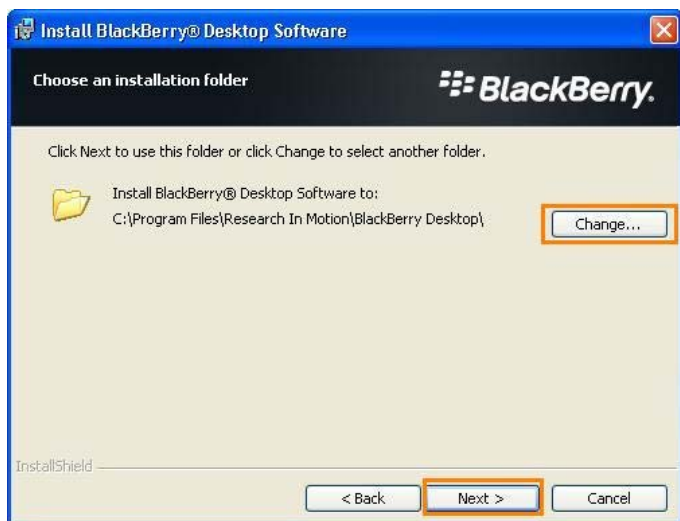 Install BlackBerry® Desktop Software
Choose an installation folder
BlackBerry.
Click Next to use this folder or click Change to select another folder.
Install BlackBerry® Desktop Software to:
C:\Program Files\Research In Motion\BlackBerry Desktop\
Change...
InstallShield
< Back Next > Cancel